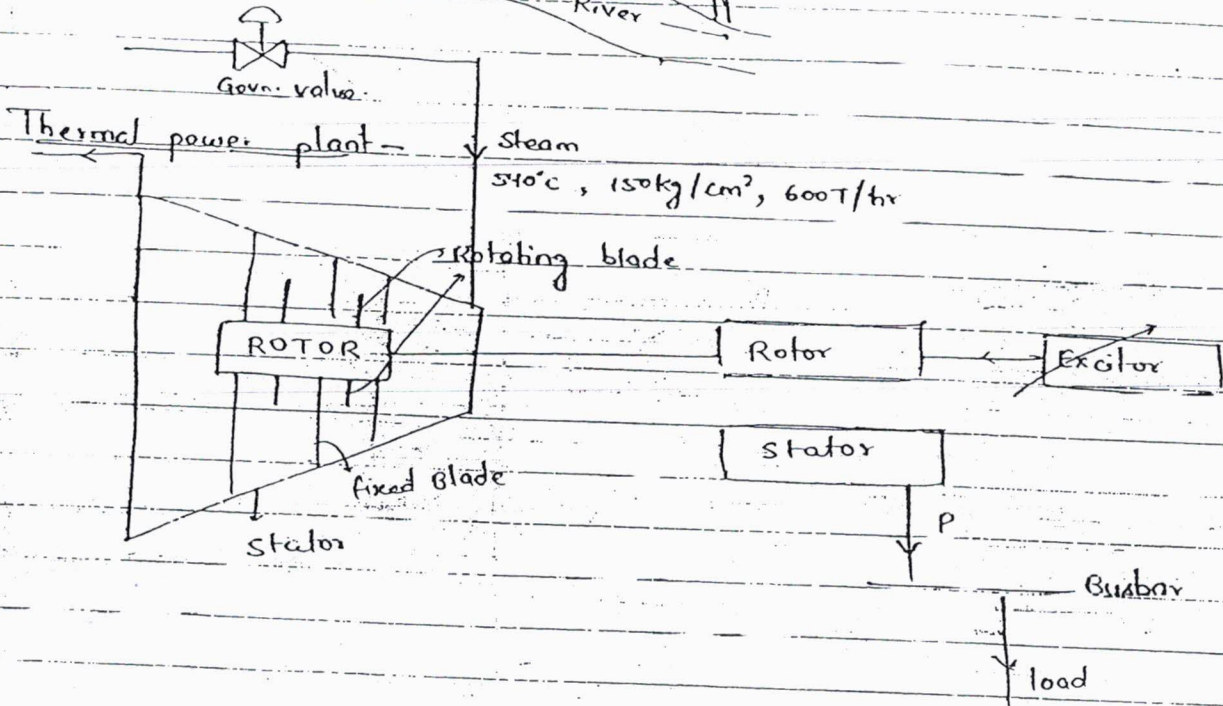 River
Govn. valve.
Thermal power plant -
steam
540°C, 150kg/cm², 600T/hr
Rotating blade
ROTOR
Rotor
Excitor
stator
fixed Blade
P
stator
Busbar
load